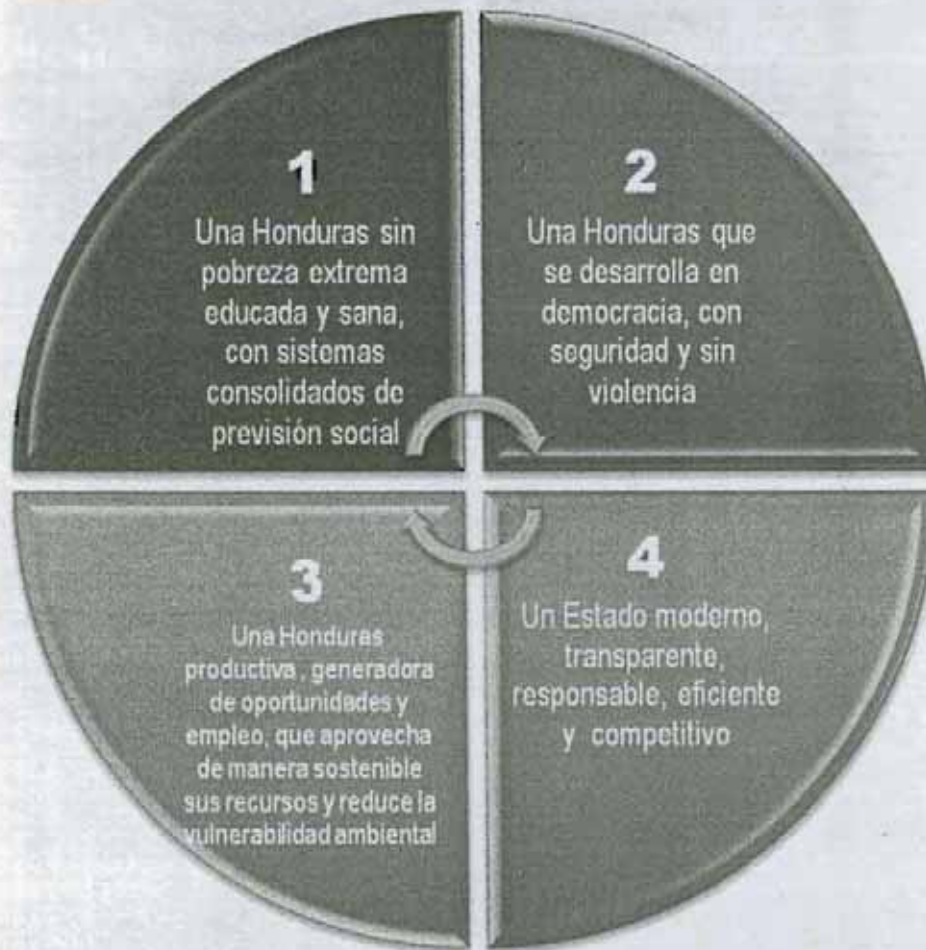 1
Una Honduras sin
pobreza extrema
educada y sana,
con sistemas
consolidados de
previsión social
2
Una Honduras que
se desarrolla en
democracia, con
seguridad y sin
violencia
3
Una Honduras
productiva, generadora
de oportunidades y
empleo, que aprovecha
de manera sostenible
sus recursos y reduce la
vulnerabilidad ambiental
4
Un Estado moderno,
transparente,
responsable, eficiente
y competitivo